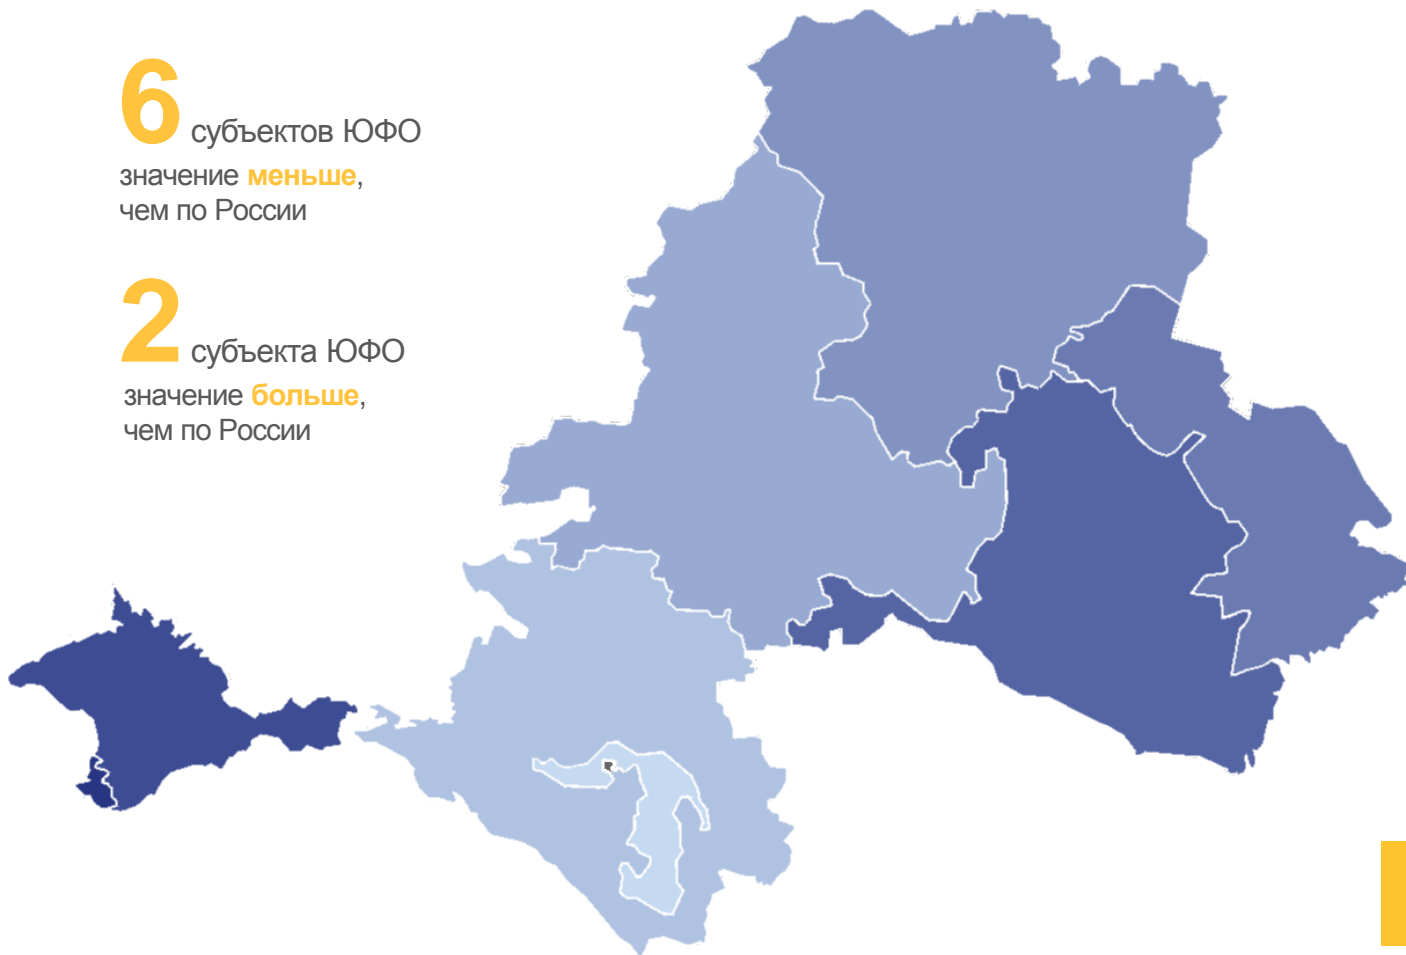 6 субъектов ЮФО
значение меньше,
чем по России
2 субъекта ЮФО
значение больше,
чем по России